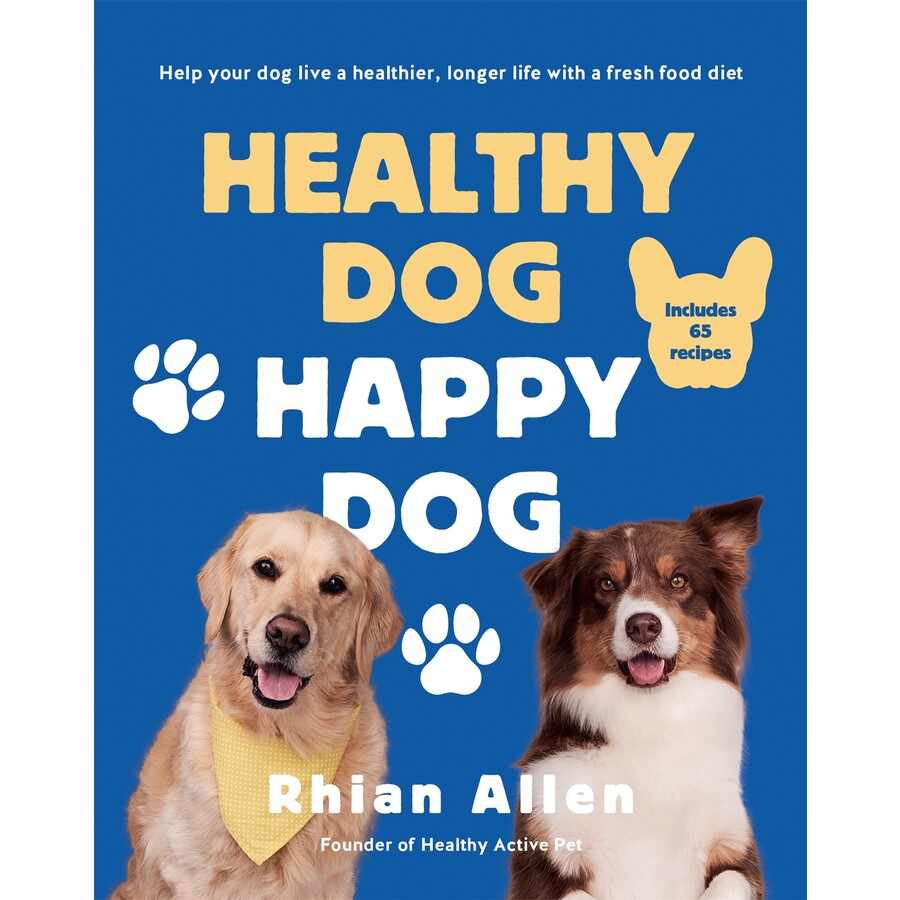 Help your dog live a healthier, longer life with a fresh food diet
HEALTHY
DOG
HAPPY
DOG
Includes
65
recipes
Rhian Allen
Founder of Healthy Active Pet